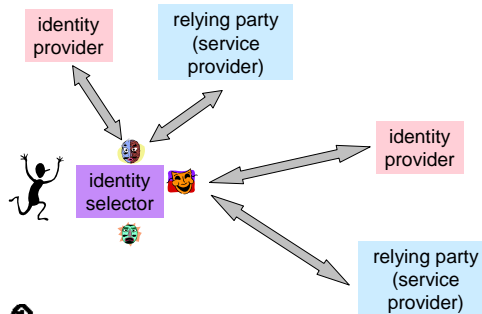 identity
provider
relying party
(service
provider)
identity
provider
identity
selector
relying party
(service
provider)